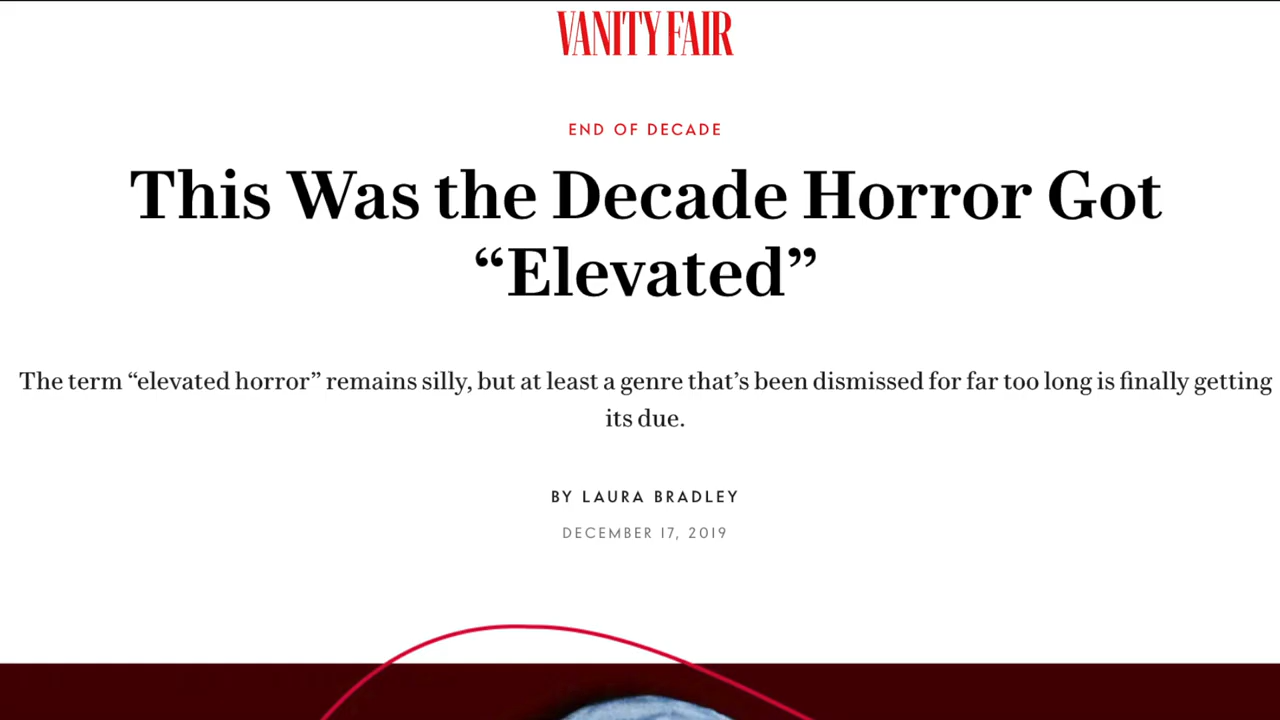 VANITY FAIR
END OF DECADE
This Was the Decade Horror Got
“Elevated”
The term “elevated horror” remains silly, but at least a genre that’s been dismissed for far too long is finally getting
its due.
BY LAURA BRADLEY
DECEMBER 17, 2019